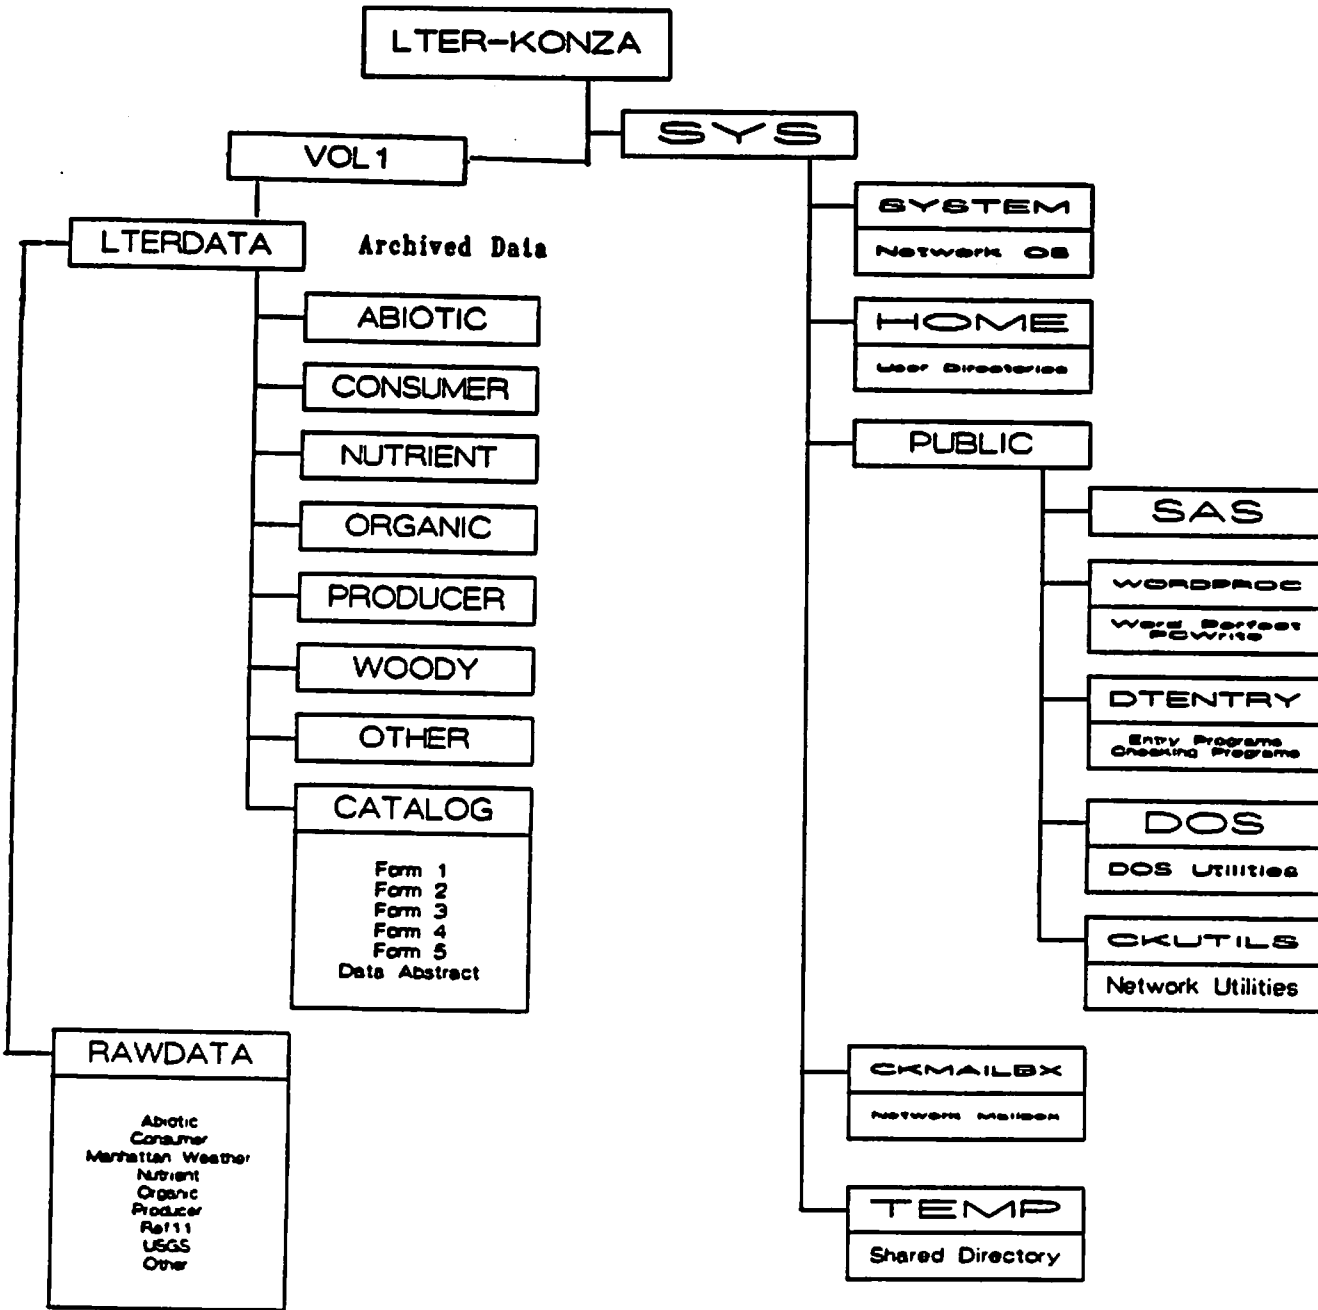 LTER-KONZA
SYS
VOL1
LTERDATA
Archived Data
ABIOTIC
CONSUMER
NUTRIENT
ORGANIC
PRODUCER
WOODY
OTHER
CATALOG
Form 1
Form 2
Form 3
Form 4
Form 5
Data Abstract
RAWDATA
Abiotic
Consumer
Manhattan Weather
Nutrient
Organic
Producer
Ref11
USGS
Other
SYSTEM
Network OS
HOME
User Directories
PUBLIC
SAS
WORDPROC
Word Perfect
PCWrite
DTENTRY
Entry Programs
Checking Programs
DOS
DOS Utilities
CKUTILS
Network Utilities
CKMAILBX
Network Mailbox
TEMP
Shared Directory